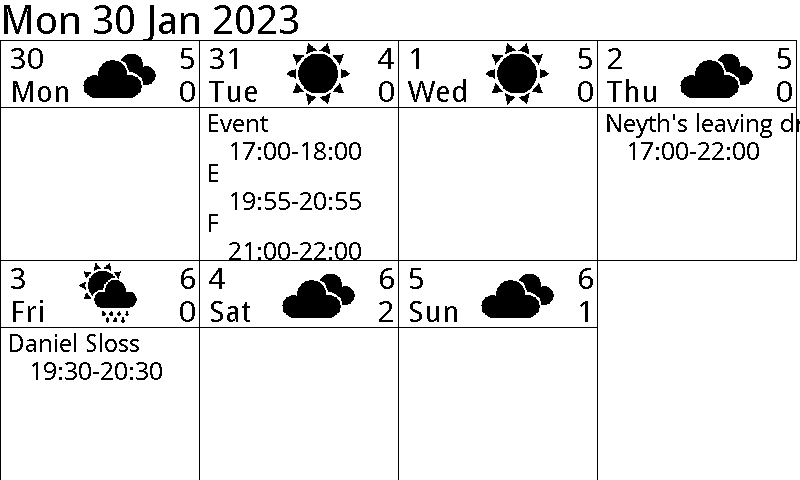 Mon 30 Jan 2023
30 5
Mon 0
31 4
Tue 0
1 5
Wed 0
2 5
Thu 0
Event
17:00-18:00
E
19:55-20:55
F
21:00-22:00
Neyth's leaving dr
17:00-22:00
3 6
Fri 0
4 6
Sat 2
5 6
Sun 1
Daniel Sloss
19:30-20:30